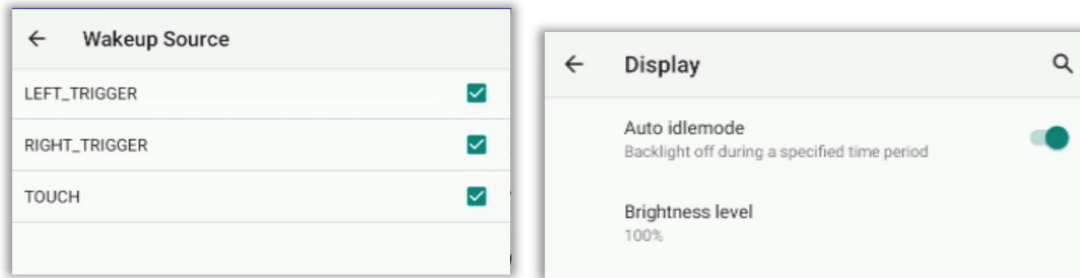 Wakeup Source
LEFT_TRIGGER
RIGHT_TRIGGER
TOUCH
Display
Auto idlemode
Backlight off during a specified time period
Brightness level
100%